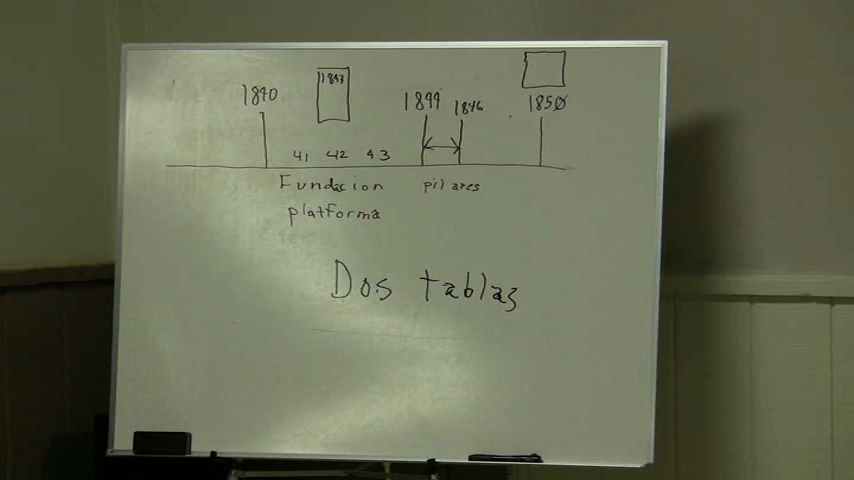 1843
1840 1844 1846 1850
41 42 43
Fundacion pilares
platforma
Dos tablas